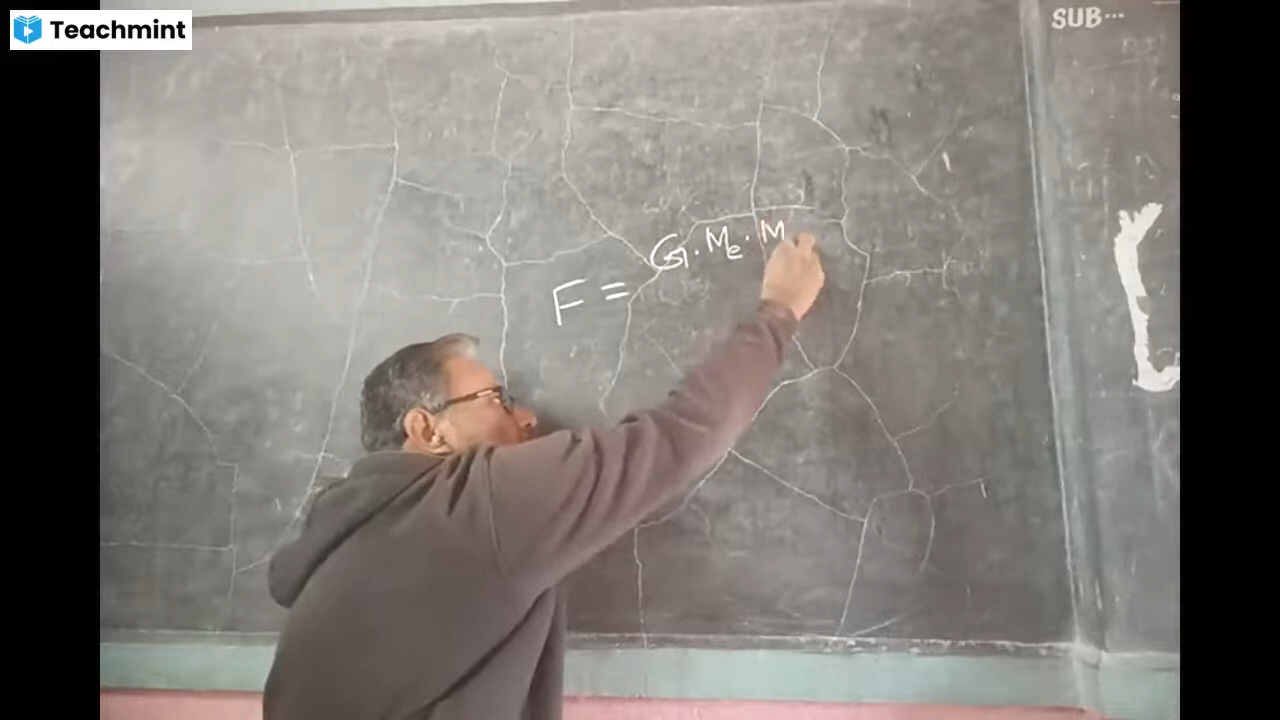 Teachmint
SUB...
F = G . Me . M